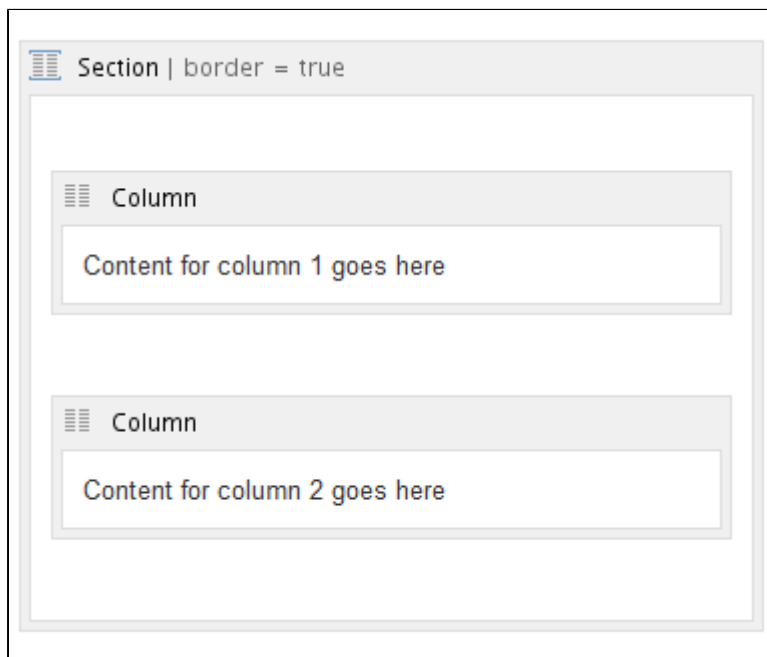 Section | border = true
Column
Content for column 1 goes here
Column
Content for column 2 goes here